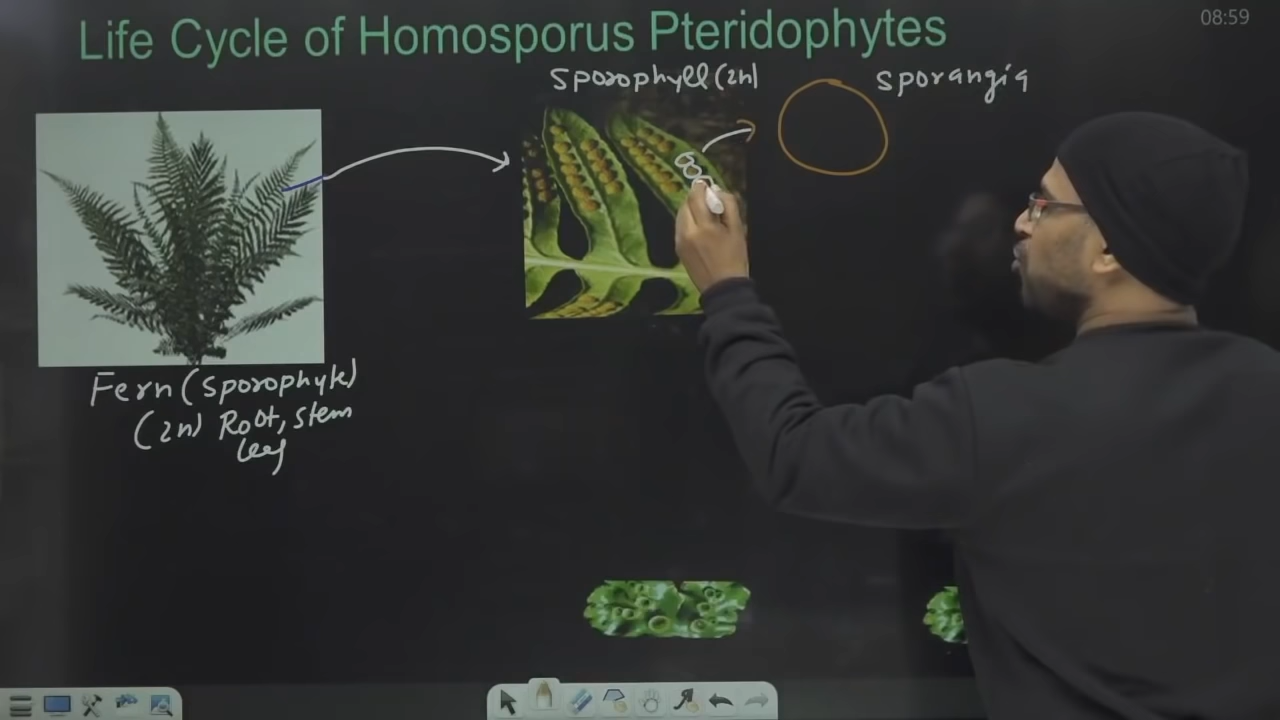 08:59
Life Cycle of Homosporus Pteridophytes
Sporophyll (2n)
Sporangia
Fern (Sporophyte)
(2n) Root, Stem
leaf